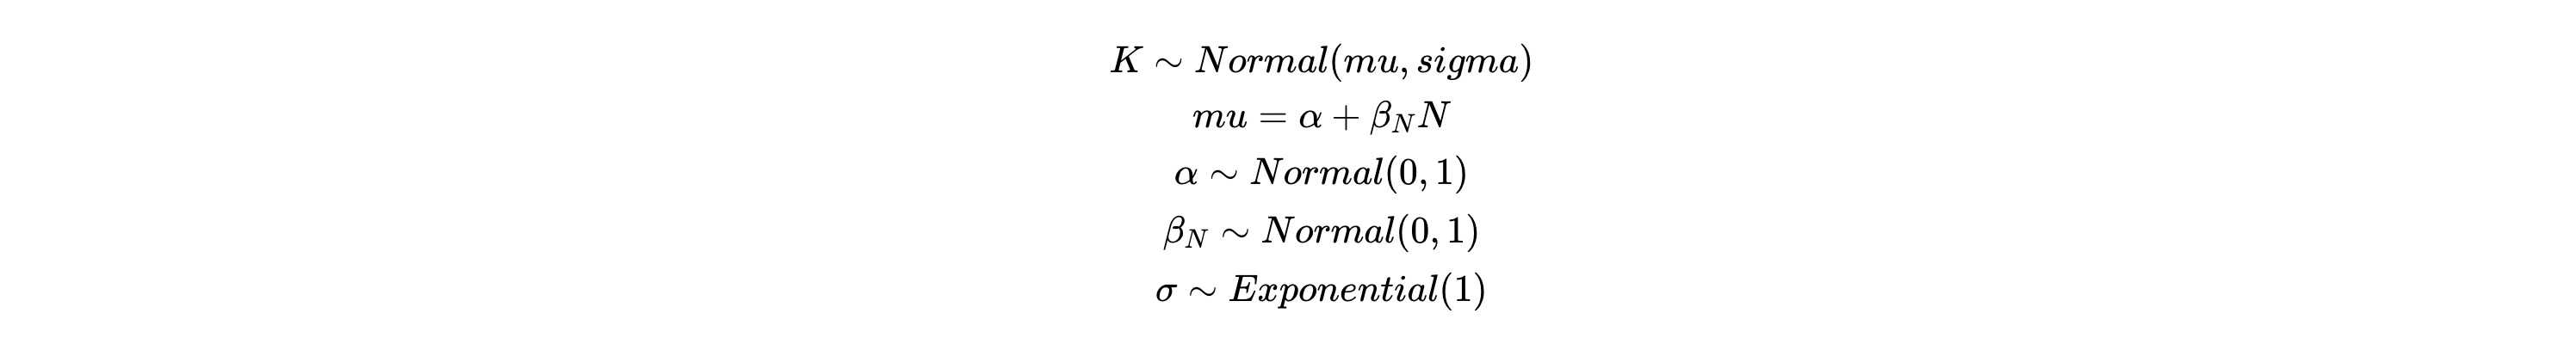 K ∼ Normal(mu, sigma)
mu = α + β_N N
α ∼ Normal(0, 1)
β_N ∼ Normal(0, 1)
σ ∼ Exponential(1)